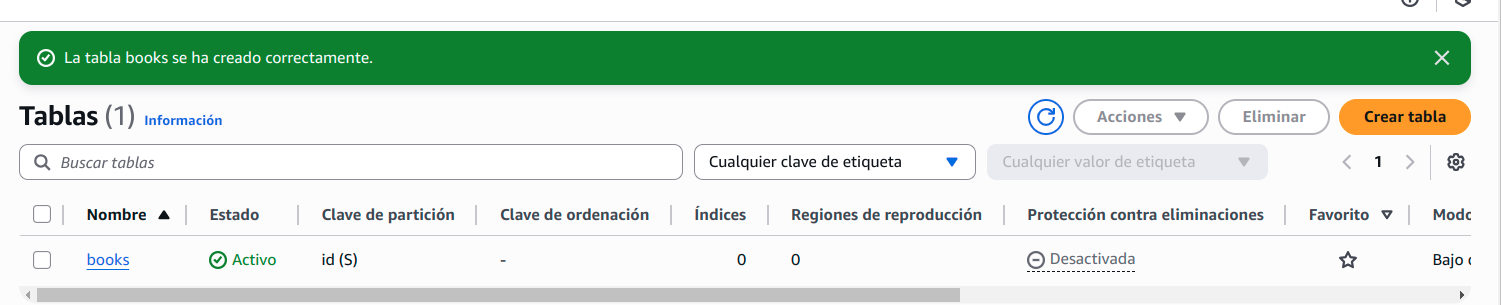 La tabla books se ha creado correctamente.
Tablas (1) Información
Acciones Eliminar Crear tabla
Buscar tablas Cualquier clave de etiqueta Cualquier valor de etiqueta 1
Nombre Estado Clave de partición Clave de ordenación Índices Regiones de reproducción Protección contra eliminaciones Favorito Modo
books Activo id (S) - 0 0 Desactivada Bajo